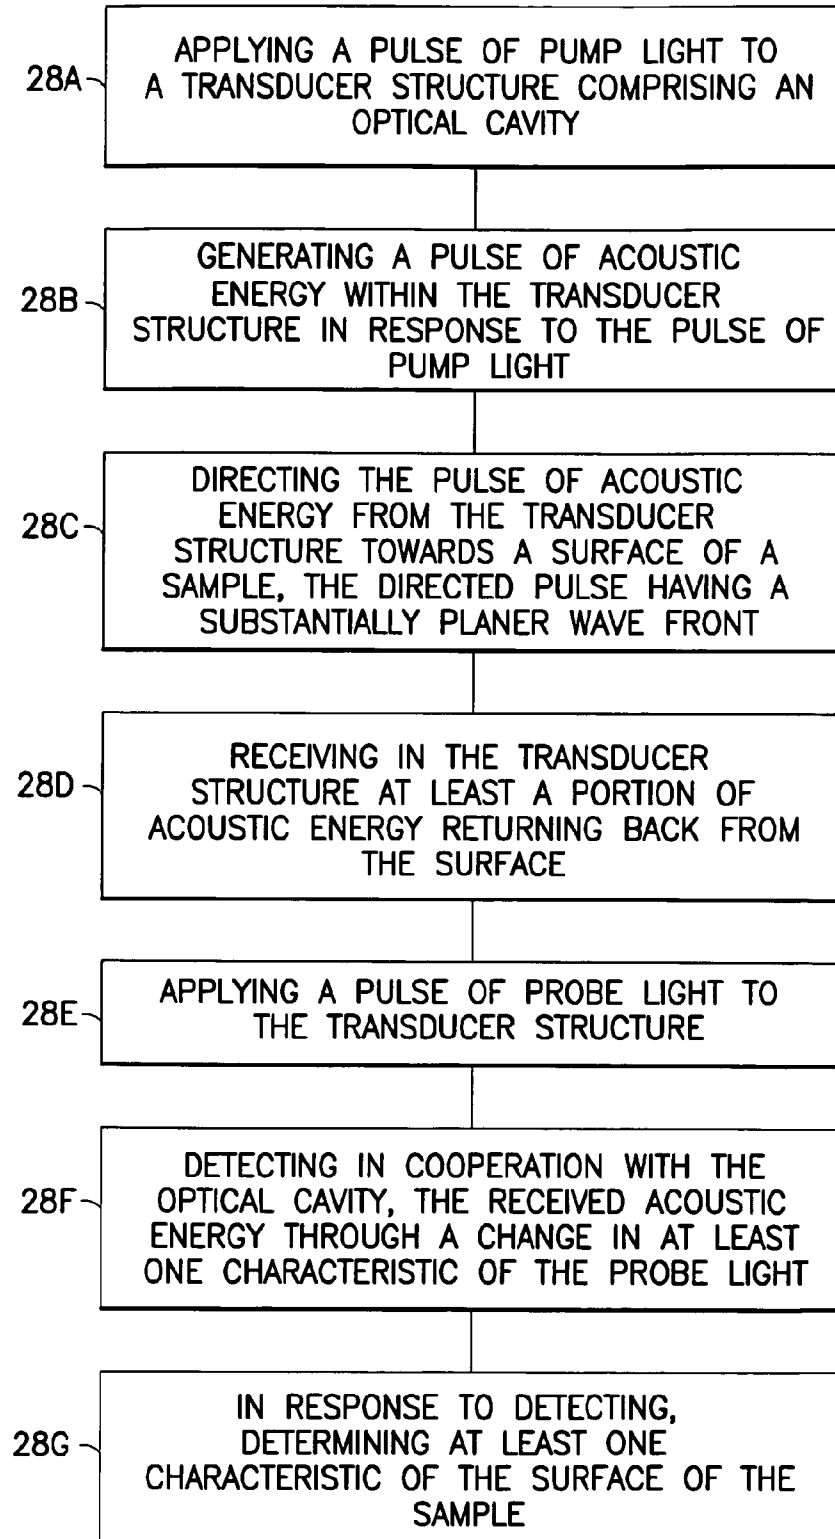 28A
APPLYING A PULSE OF PUMP LIGHT TO
A TRANSDUCER STRUCTURE COMPRISING AN
OPTICAL CAVITY
28B
GENERATING A PULSE OF ACOUSTIC
ENERGY WITHIN THE TRANSDUCER
STRUCTURE IN RESPONSE TO THE PULSE OF
PUMP LIGHT
28C
DIRECTING THE PULSE OF ACOUSTIC
ENERGY FROM THE TRANSDUCER
STRUCTURE TOWARDS A SURFACE OF A
SAMPLE, THE DIRECTED PULSE HAVING A
SUBSTANTIALLY PLANER WAVE FRONT
28D
RECEIVING IN THE TRANSDUCER
STRUCTURE AT LEAST A PORTION OF
ACOUSTIC ENERGY RETURNING BACK FROM
THE SURFACE
28E
APPLYING A PULSE OF PROBE LIGHT TO
THE TRANSDUCER STRUCTURE
28F
DETECTING IN COOPERATION WITH THE
OPTICAL CAVITY, THE RECEIVED ACOUSTIC
ENERGY THROUGH A CHANGE IN AT LEAST
ONE CHARACTERISTIC OF THE PROBE LIGHT
28G
IN RESPONSE TO DETECTING,
DETERMINING AT LEAST ONE
CHARACTERISTIC OF THE SURFACE OF THE
SAMPLE